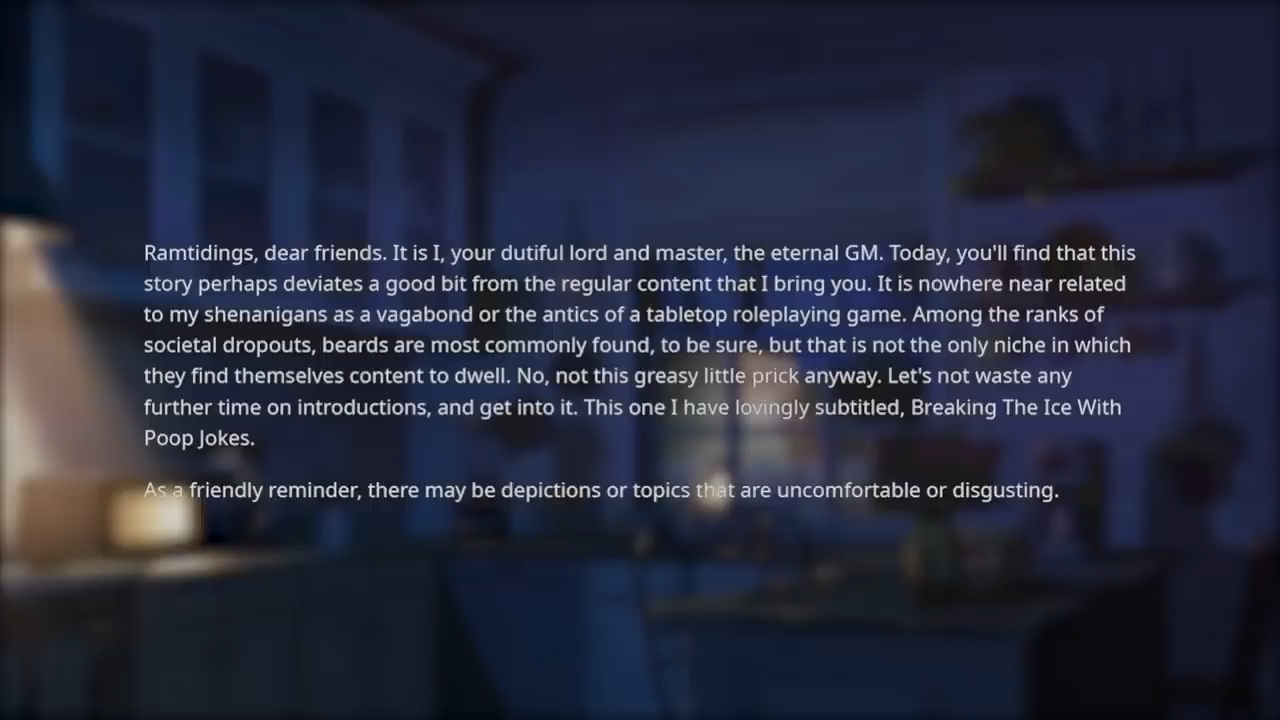 Ramtidings, dear friends. It is I, your dutiful lord and master, the eternal GM. Today, you'll find that this
story perhaps deviates a good bit from the regular content that I bring you. It is nowhere near related
to my shenanigans as a vagabond or the antics of a tabletop roleplaying game. Among the ranks of
societal dropouts, beards are most commonly found, to be sure, but that is not the only niche in which
they find themselves content to dwell. No, not this greasy little prick anyway. Let's not waste any
further time on introductions, and get into it. This one I have lovingly subtitled, Breaking The Ice With
Poop Jokes.
As a friendly reminder, there may be depictions or topics that are uncomfortable or disgusting.